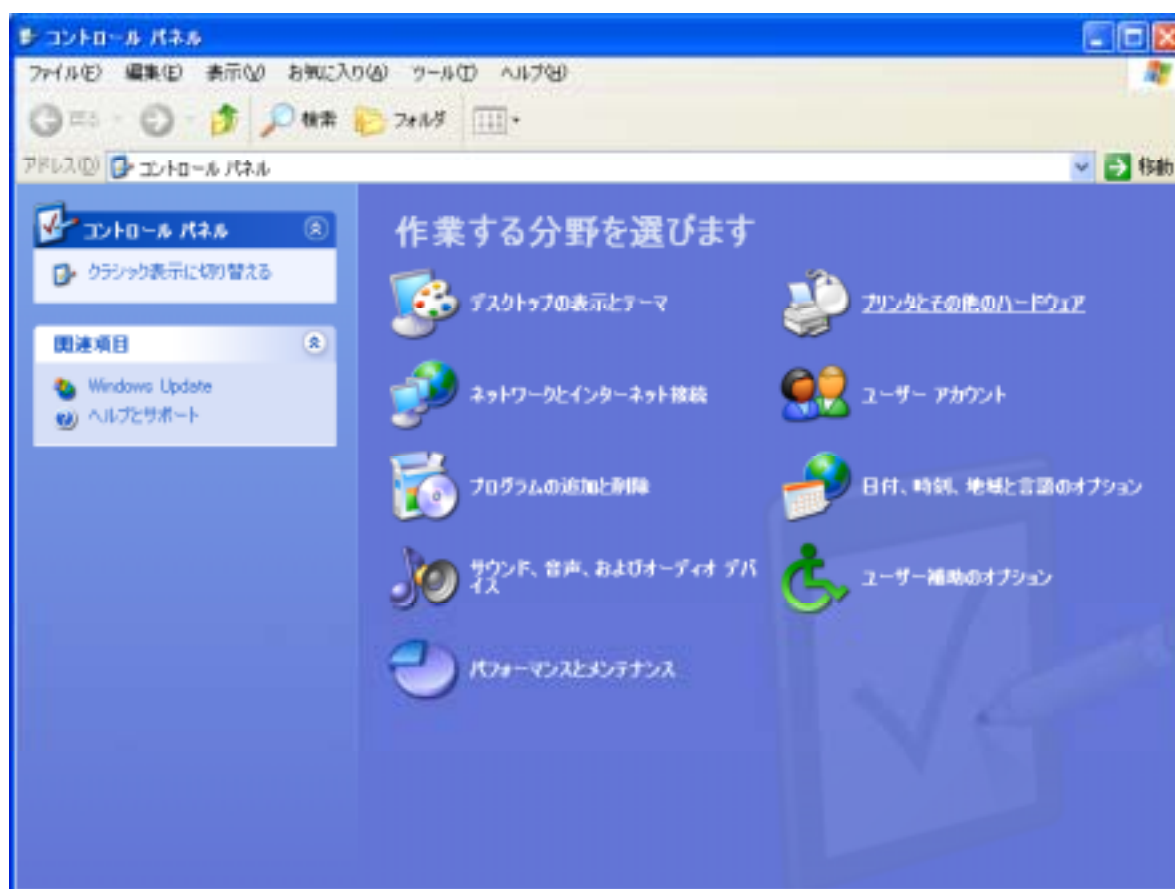 コントロール パネル
ファイル(F) 編集(E) 表示(V) お気に入り(A) ツール(T) ヘルプ(H)
戻る 検索 フォルダ
アドレス(D) コントロール パネル 移動
コントロール パネル
クラシック表示に切り替える
関連項目
Windows Update
ヘルプとサポート
作業する分野を選びます
デスクトップの表示とテーマ
プリンタとその他のハードウェア
ネットワークとインターネット接続
ユーザー アカウント
プログラムの追加と削除
日付、時刻、地域と言語のオプション
サウンド、音声、およびオーディオ デバ
イス
ユーザー補助のオプション
パフォーマンスとメンテナンス